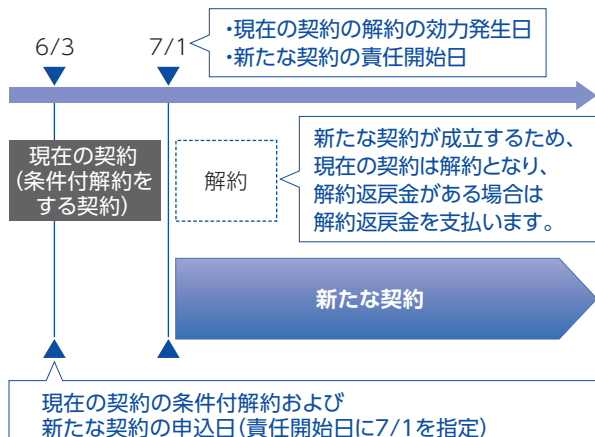 ・現在の契約の解約の効力発生日
・新たな契約の責任開始日
6/3
7/1
現在の契約
(条件付解約を
する契約)
解約
新たな契約が成立するため、
現在の契約は解約となり、
解約返戻金がある場合は
解約返戻金を支払います。
新たな契約
現在の契約の条件付解約および
新たな契約の申込日(責任開始日に7/1を指定)